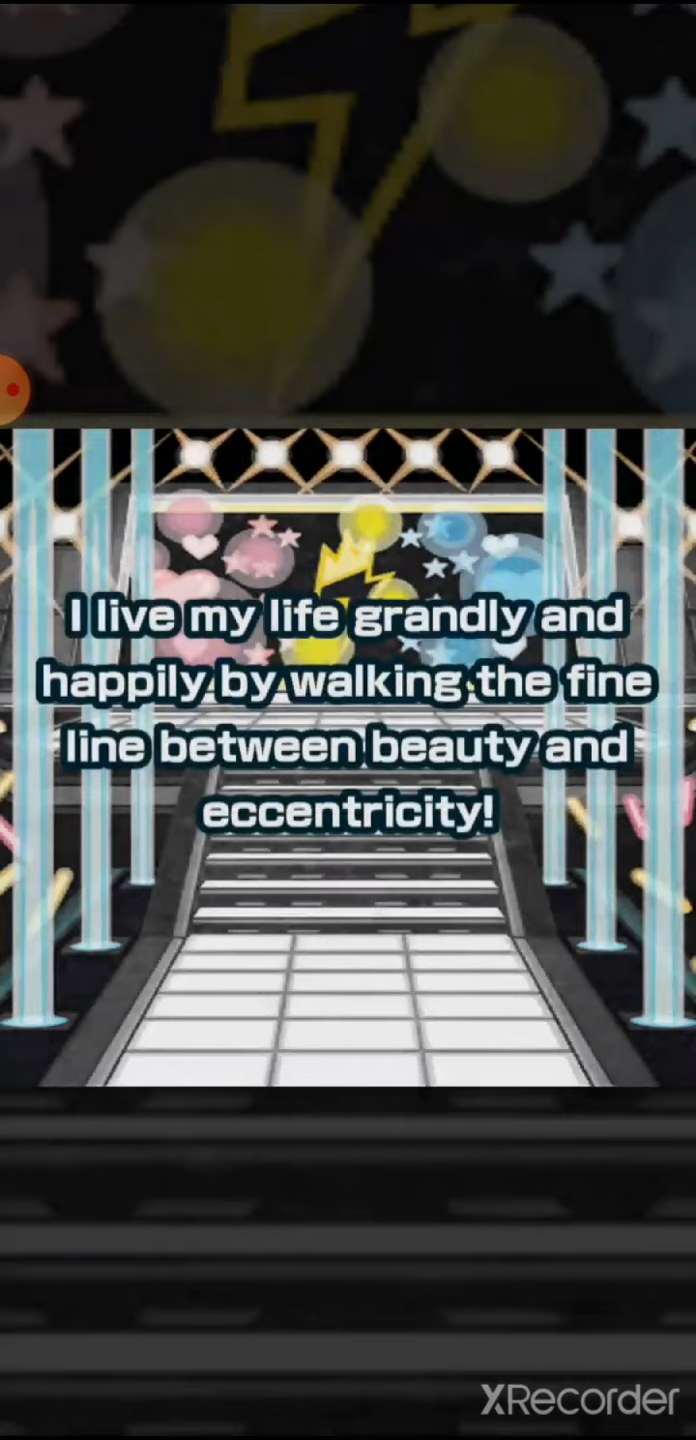 I live my life grandly and
happily by walking the fine
line between beauty and
eccentricity!
XRecorder